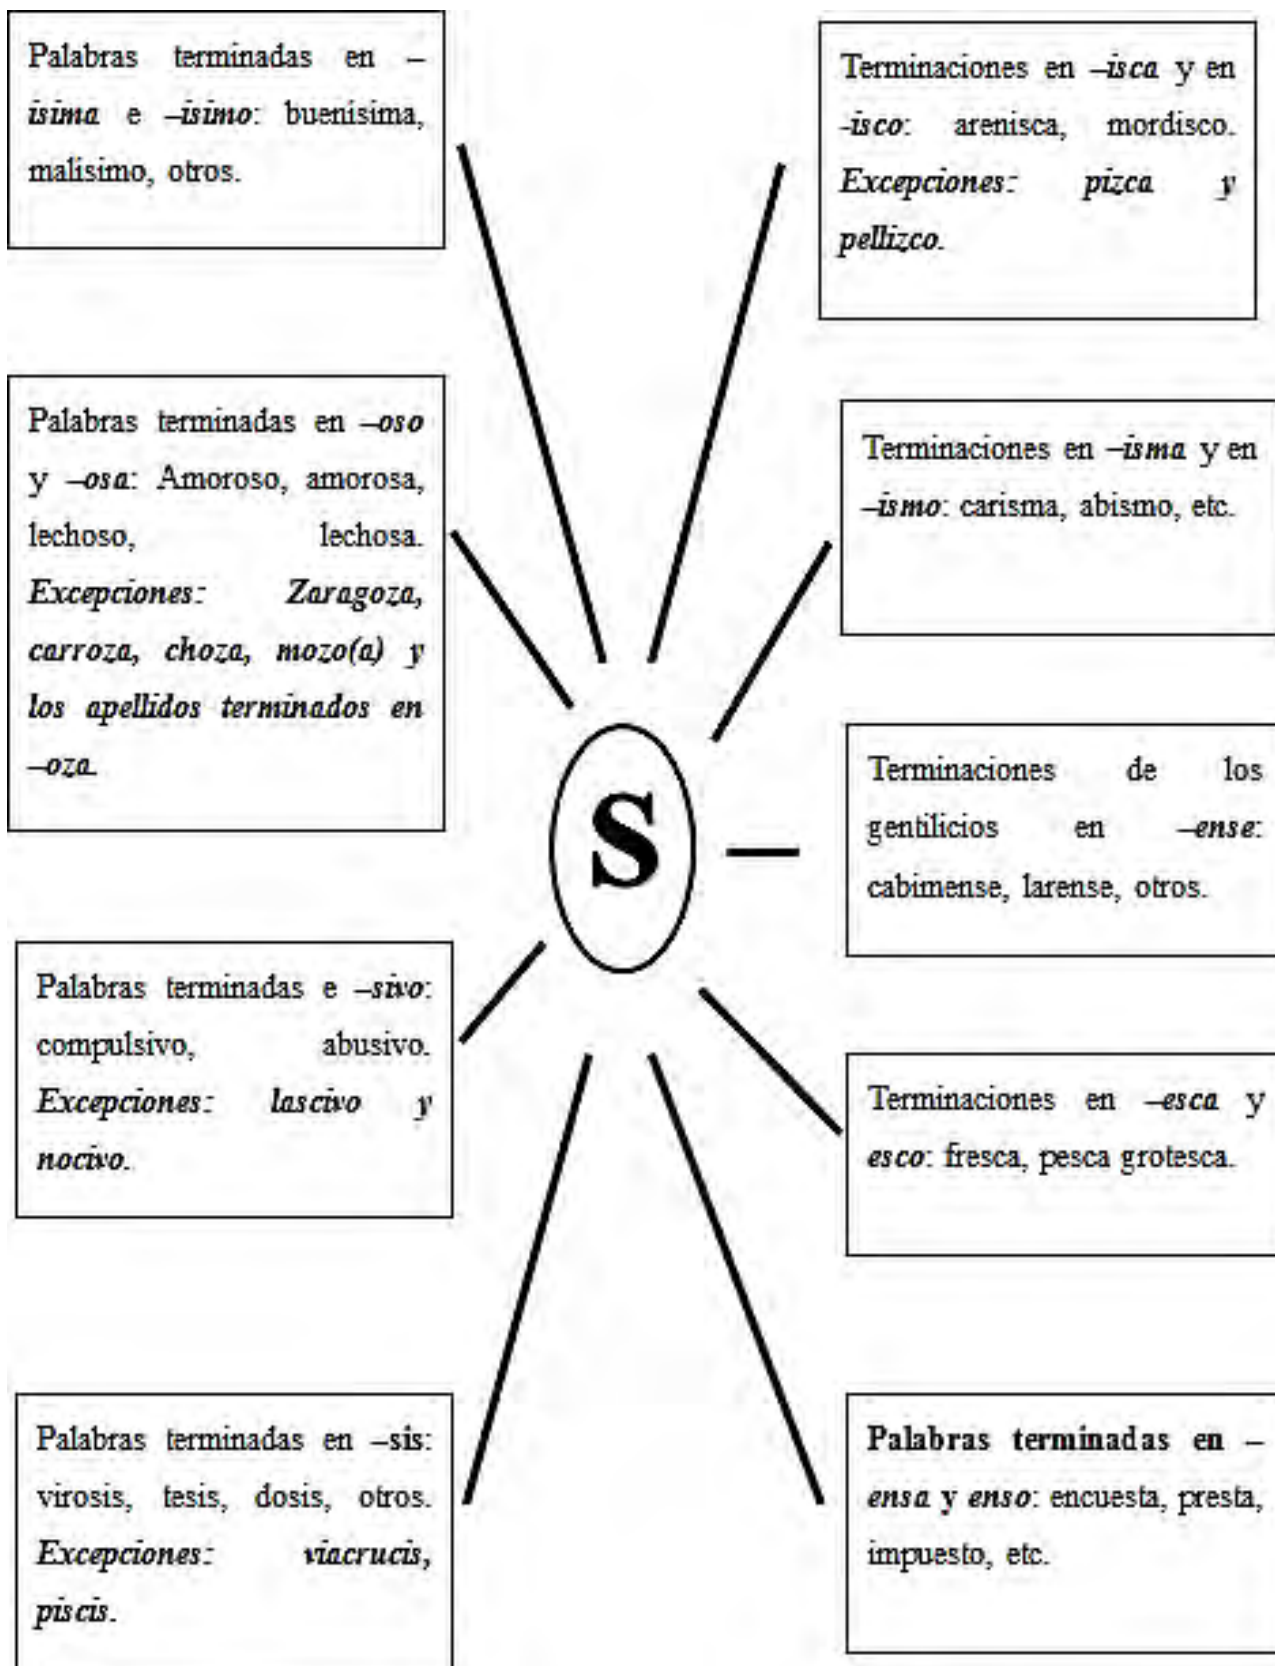 Palabras terminadas en –
isima e –isimo: buenísima,
malísimo, otros.
Terminaciones en –isca y en
-isco: arenisca, mordisco.
Excepciones: pizca y
pellizco.
Palabras terminadas en –oso
y –osa: Amoroso, amorosa,
lechoso, lechosa.
Excepciones: Zaragoza,
carroza, choza, mozo(a) y
los apellidos terminados en
–oza.
Terminaciones en –isma y en
–ismo: carisma, abismo, etc.
S
Terminaciones de los
gentilicios en –ense:
cabimense, larense, otros.
Palabras terminadas e –sivo:
compulsivo, abusivo.
Excepciones: lascivo y
nocivo.
Terminaciones en –esca y
esco: fresca, pesca grotesca.
Palabras terminadas en –sis:
virosis, tesis, dosis, otros.
Excepciones: viacrucis,
piscis.
Palabras terminadas en –
ensa y enso: encuesta, presta,
impuesto, etc.